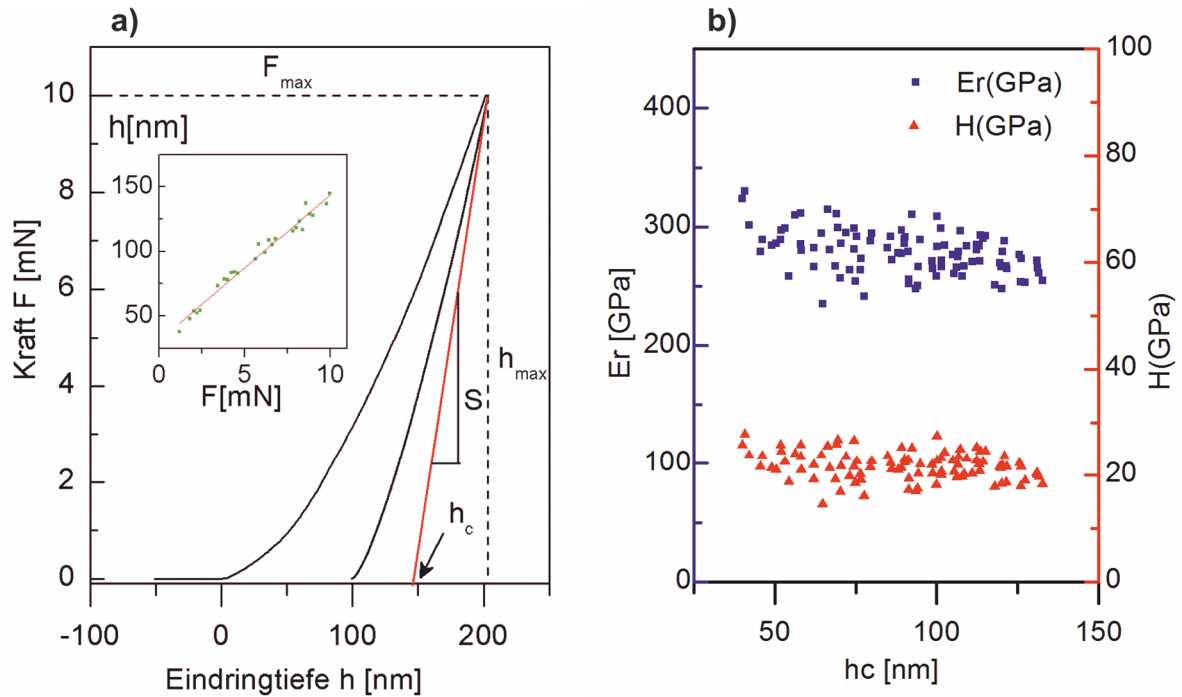 a)
F max
Kraft F [mN]
10
8
6
4
2
0
h[nm]
150
100
50
0
5
10
F[mN]
S
h max
h c
-100
0
100
200
Eindringtiefe h [nm]
b)
Er(GPa)
H(GPa)
Er [GPa]
400
300
200
100
0
H(GPa)
100
80
60
40
20
0
50
100
150
hc [nm]